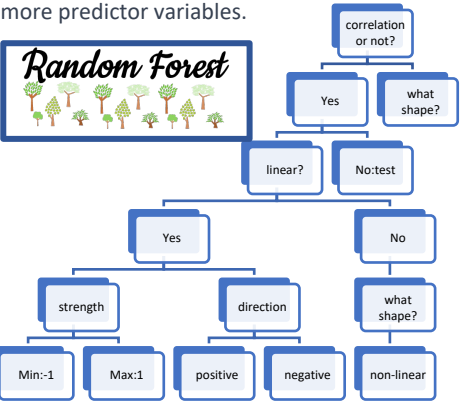 more predictor variables.
Random Forest
correlation
or not?
Yes
what
shape?
linear?
No:test
Yes
No
strength
direction
what
shape?
Min:-1
Max:1
positive
negative
non-linear